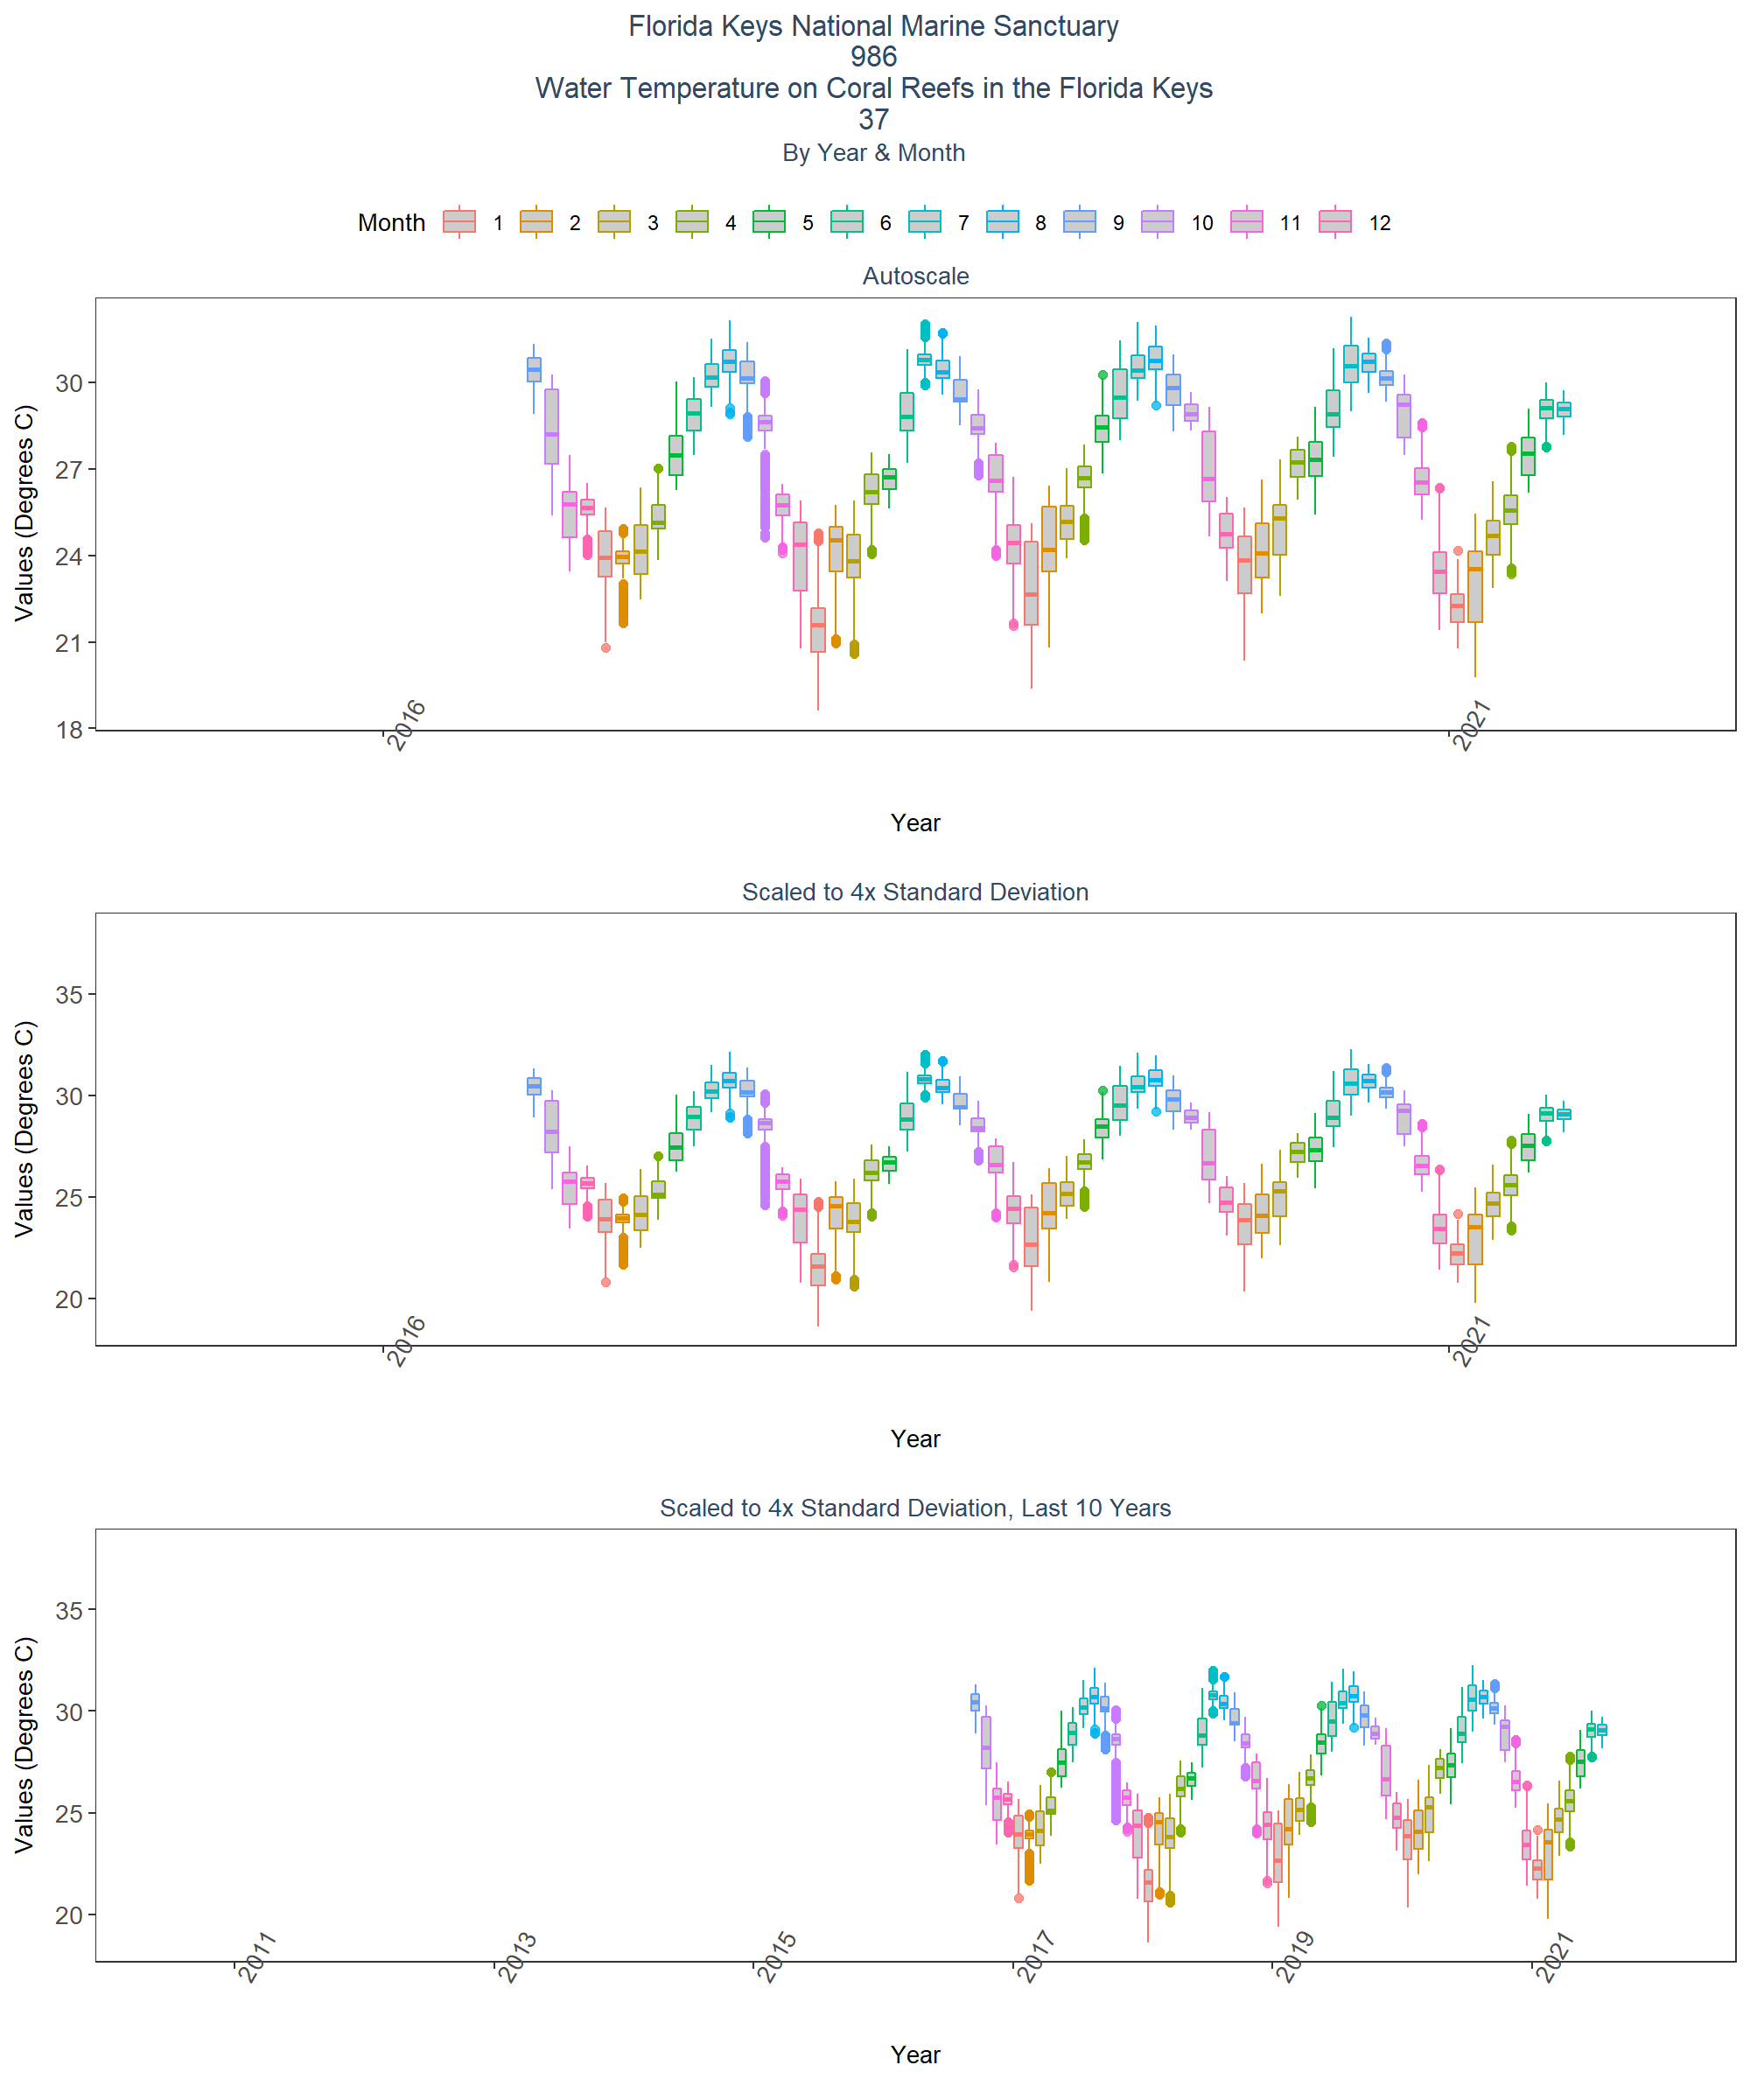 Florida Keys National Marine Sanctuary
986
Water Temperature on Coral Reefs in the Florida Keys
37
By Year & Month
Month 1 2 3 4 5 6 7 8 9 10 11 12
Autoscale
Values (Degrees C)
30
27
24
21
18
2016 2021
Year
Scaled to 4x Standard Deviation
Values (Degrees C)
35
30
25
20
2016 2021
Year
Scaled to 4x Standard Deviation, Last 10 Years
Values (Degrees C)
35
30
25
20
2011 2013 2015 2017 2019 2021
Year